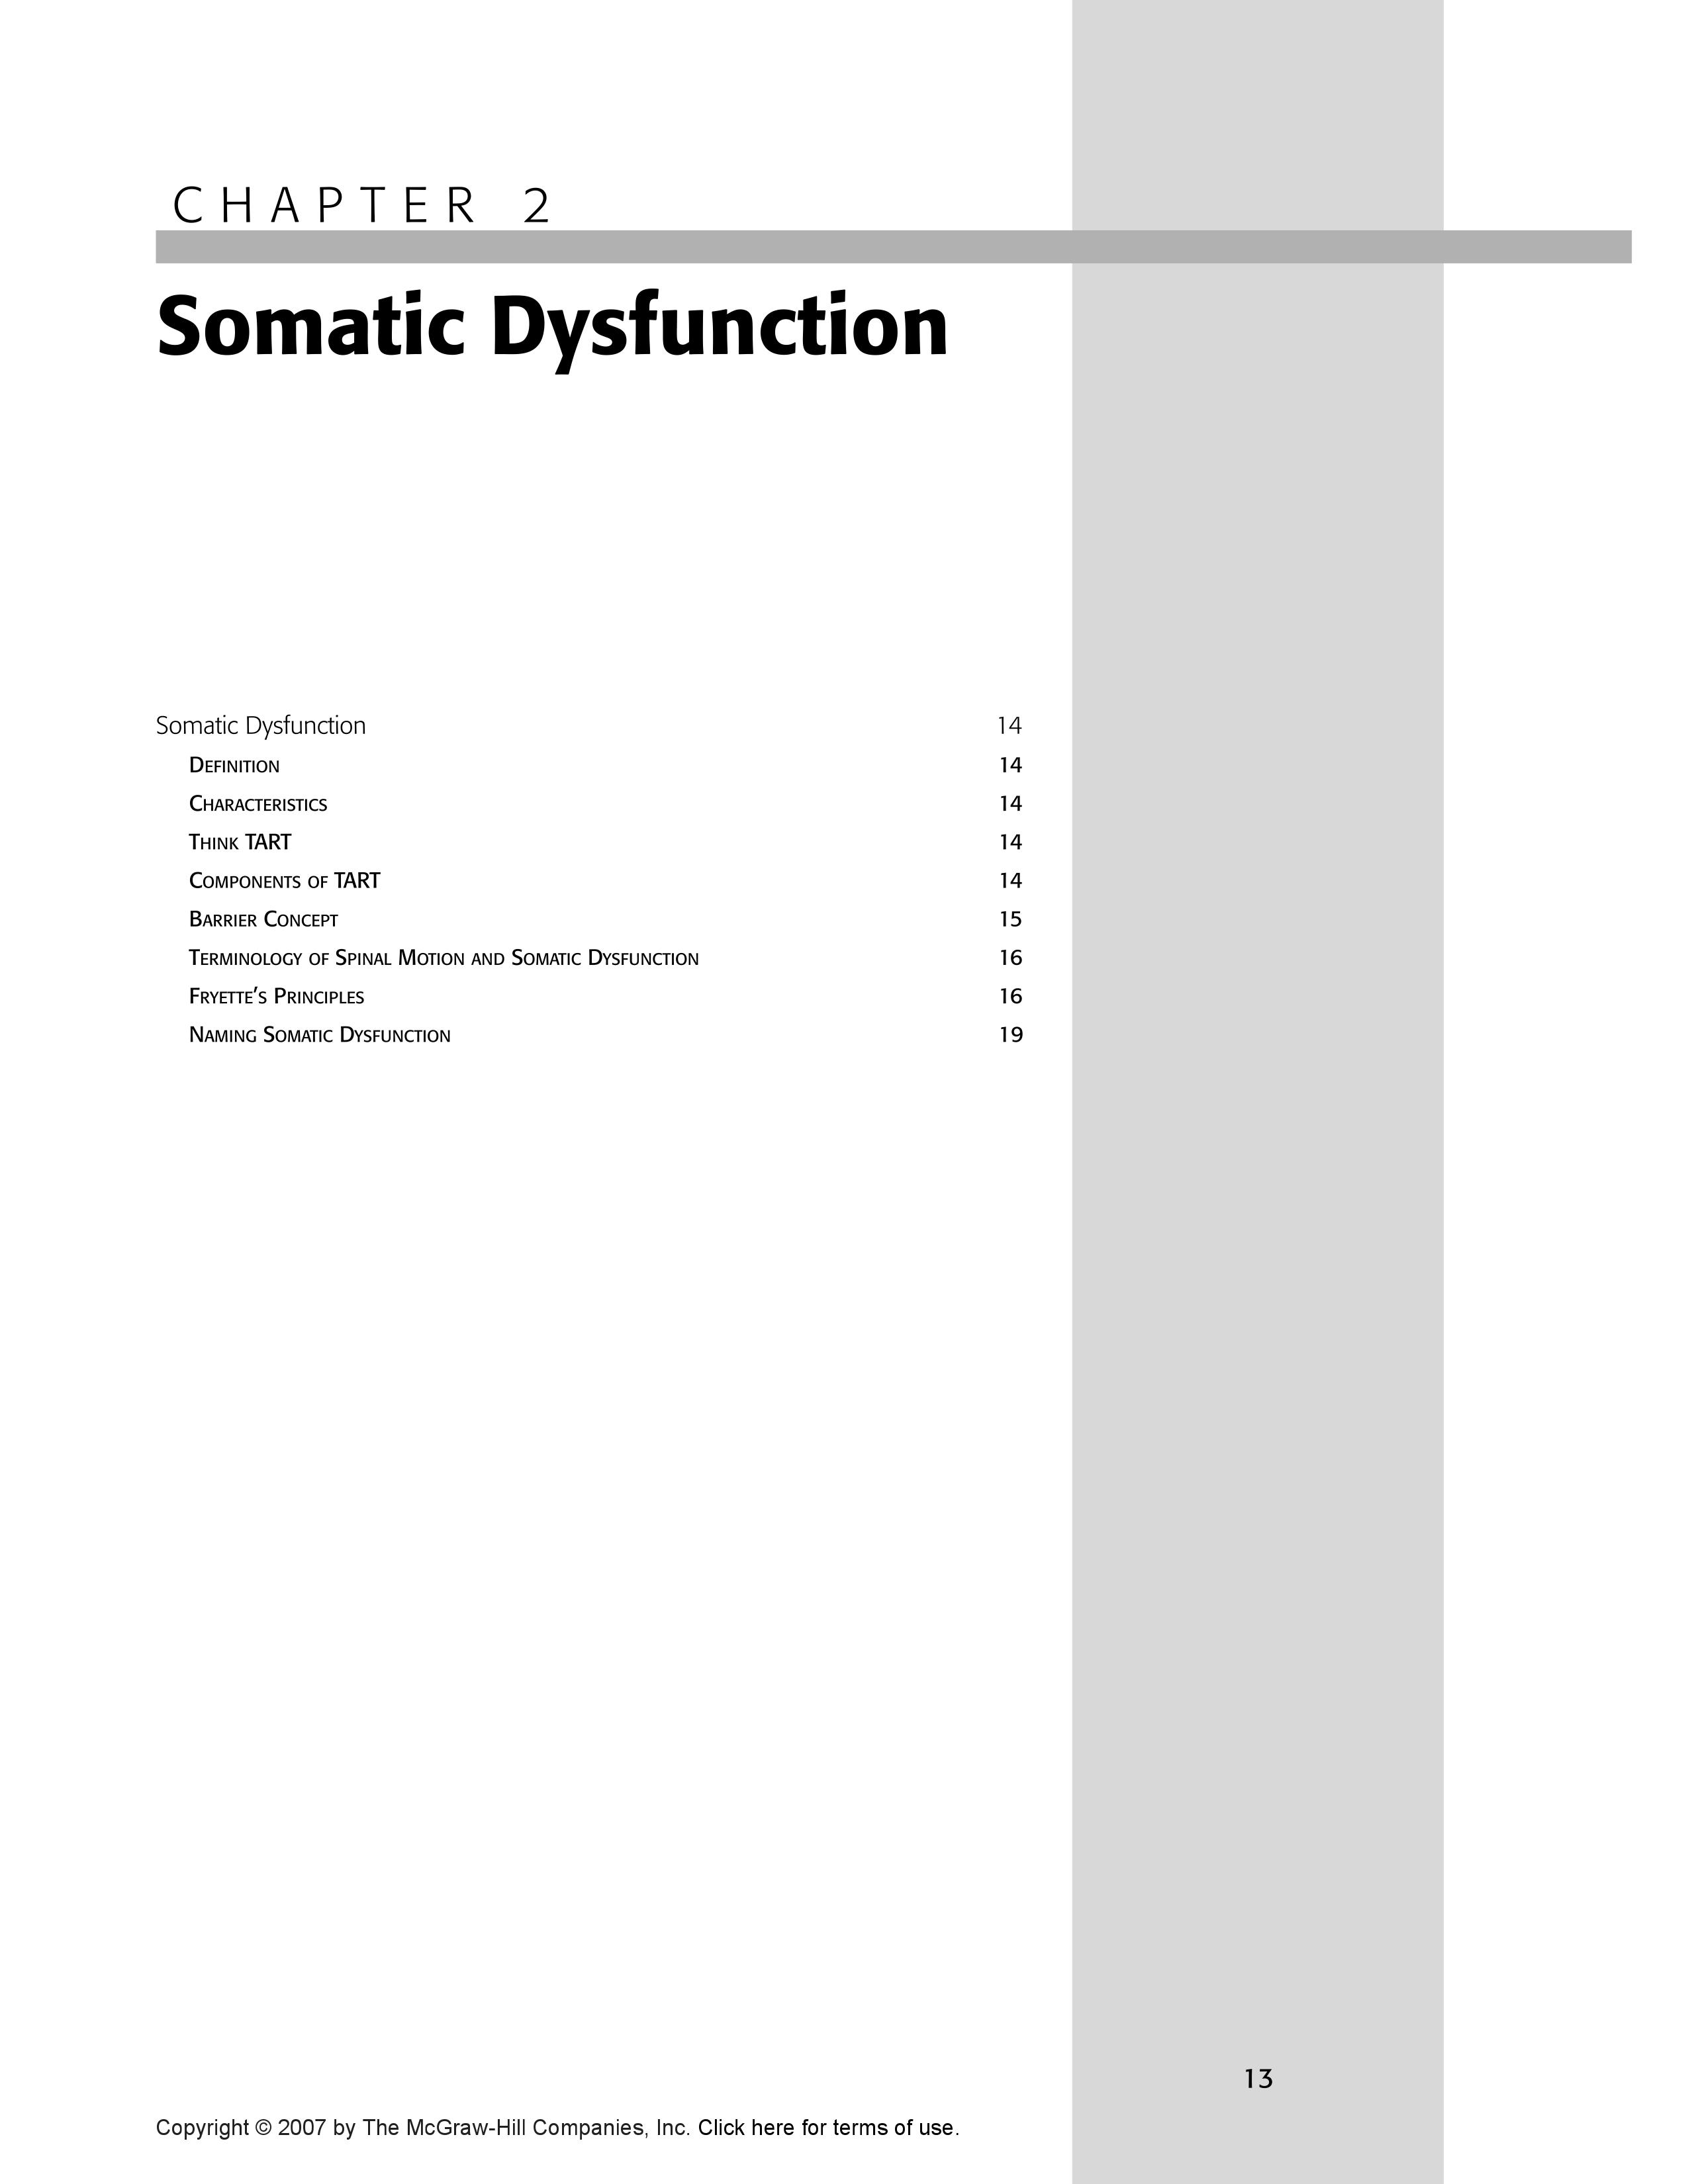 CHAPTER 2
Somatic Dysfunction
Somatic Dysfunction 14
DEFINITION 14
CHARACTERISTICS 14
THINK TART 14
COMPONENTS OF TART 14
BARRIER CONCEPT 15
TERMINOLOGY OF SPINAL MOTION AND SOMATIC DYSFUNCTION 16
FRYETTE'S PRINCIPLES 16
NAMING SOMATIC DYSFUNCTION 19
13
Copyright © 2007 by The McGraw-Hill Companies, Inc. Click here for terms of use.